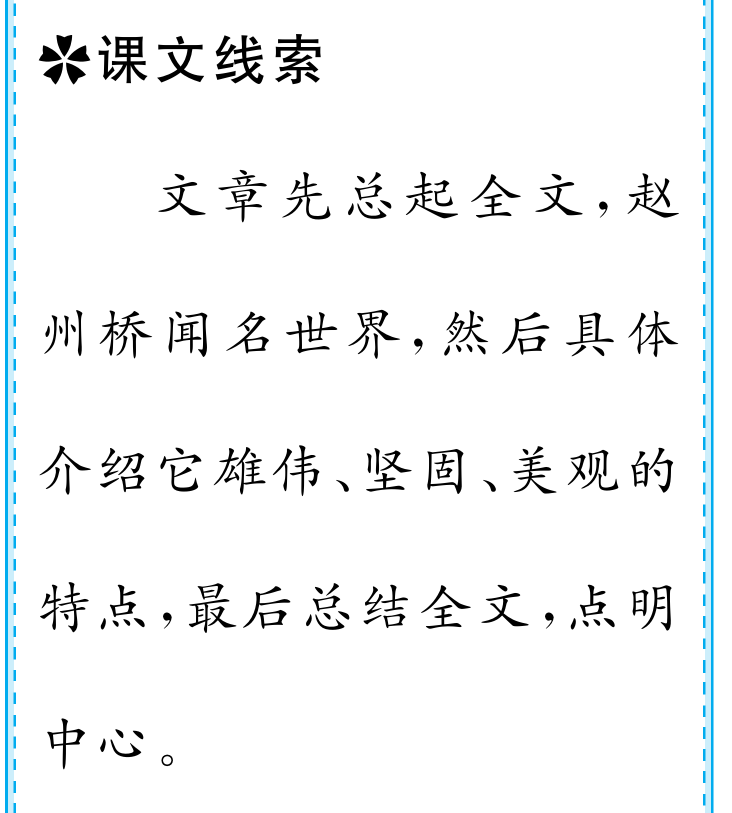 课文线索
文章先总起全文,赵
州桥闻名世界,然后具体
介绍它雄伟、坚固、美观的
特点,最后总结全文,点明
中心。